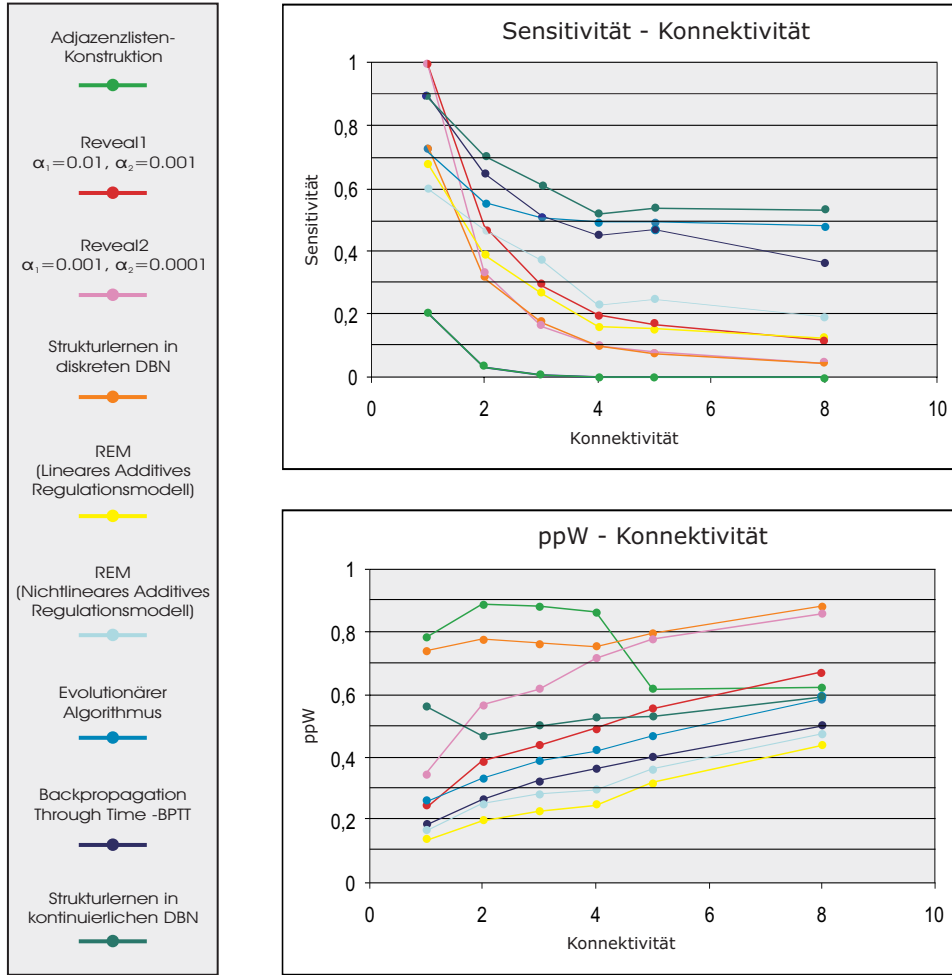 Adjazenzlisten-
Konstruktion
Reveal1
α₁=0.01, α₂=0.001
Reveal2
α₁=0.001, α₂=0.0001
Strukturlernen in
diskreten DBN
REM
(Lineares Additives
Regulationsmodell)
REM
(Nichtlineares Additives
Regulationsmodell)
Evolutionärer
Algorithmus
Backpropagation
Through Time -BPTT
Strukturlernen in
kontinuierlichen DBN
Sensitivität - Konnektivität
1
0,8
0,6
0,4
0,2
0
Sensitivität
0 2 4 6 8 10
Konnektivität
ppW - Konnektivität
1
0,8
0,6
0,4
0,2
0
ppW
0 2 4 6 8 10
Konnektivität